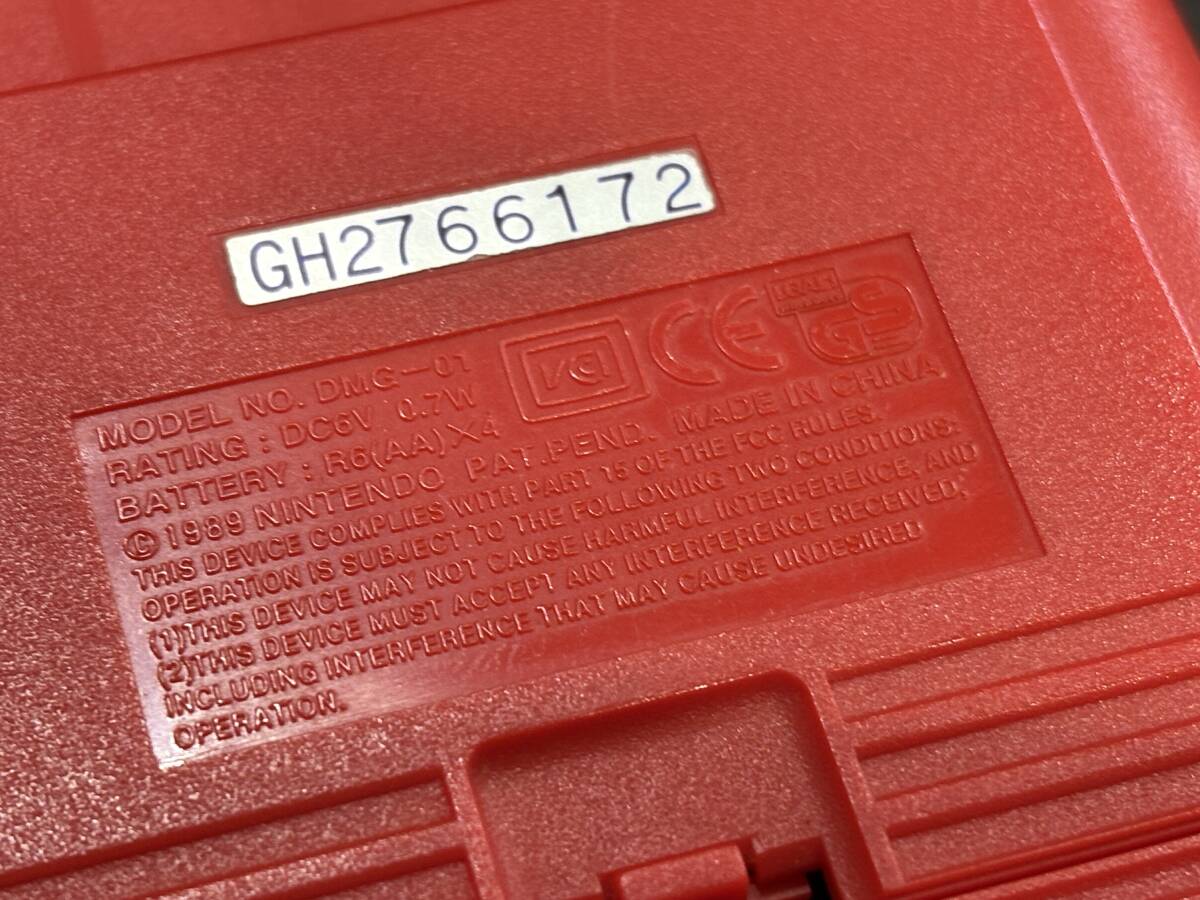 GH2766172
MODEL NO. DMG-01
RATING : DC6V 0.7W
BATTERY : R6(AA)X4
© 1989 NINTENDO PAT.PEND. MADE IN CHINA
THIS DEVICE COMPLIES WITH PART 15 OF THE FCC RULES.
OPERATION IS SUBJECT TO THE FOLLOWING TWO CONDITIONS:
(1)THIS DEVICE MAY NOT CAUSE HARMFUL INTERFERENCE, AND
(2)THIS DEVICE MUST ACCEPT ANY INTERFERENCE RECEIVED,
INCLUDING INTERFERENCE THAT MAY CAUSE UNDESIRED
OPERATION.
CE
GS